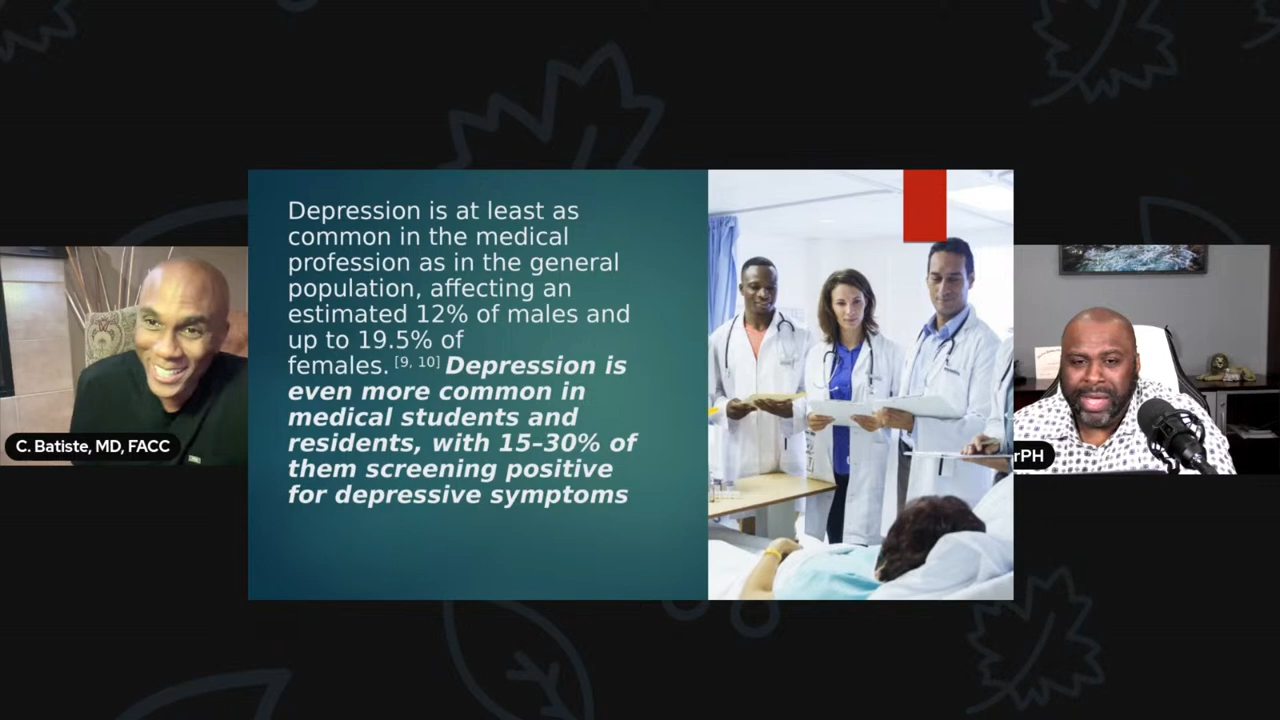 Depression is at least as
common in the medical
profession as in the general
population, affecting an
estimated 12% of males and
up to 19.5% of
females. [9, 10] Depression is
even more common in
medical students and
residents, with 15–30% of
them screening positive
for depressive symptoms
C. Batiste, MD, FACC
rPH